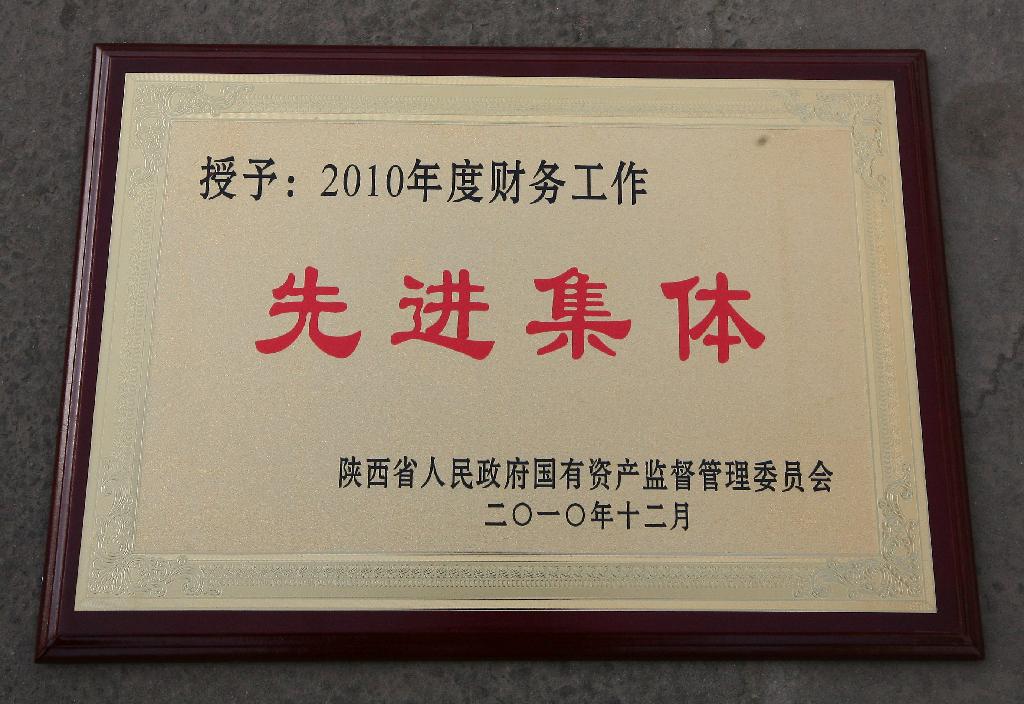 授予：2010年度财务工作
先进集体
陕西省人民政府国有资产监督管理委员会
二〇一〇年十二月